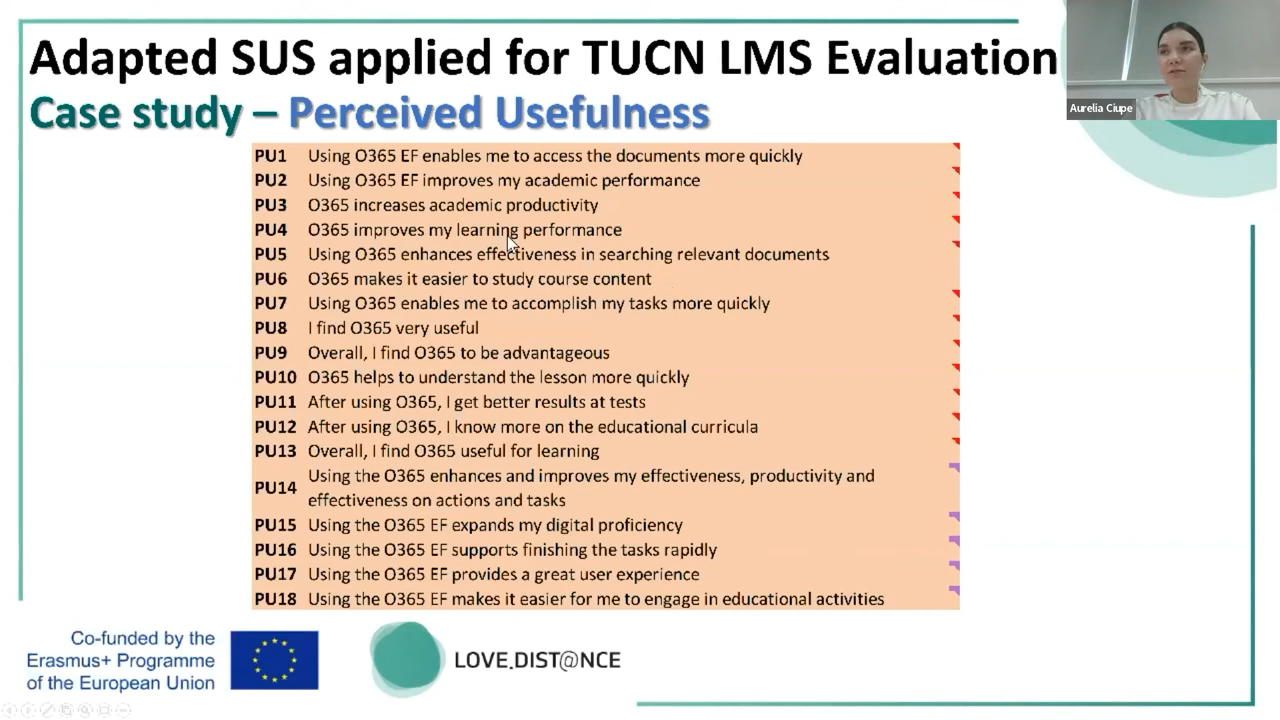 Adapted SUS applied for TUCN LMS Evaluation
Case study – Perceived Usefulness
Aurelia Ciupe
PU1 Using O365 EF enables me to access the documents more quickly
PU2 Using O365 EF improves my academic performance
PU3 O365 increases academic productivity
PU4 O365 improves my learning performance
PU5 Using O365 enhances effectiveness in searching relevant documents
PU6 O365 makes it easier to study course content
PU7 Using O365 enables me to accomplish my tasks more quickly
PU8 I find O365 very useful
PU9 Overall, I find O365 to be advantageous
PU10 O365 helps to understand the lesson more quickly
PU11 After using O365, I get better results at tests
PU12 After using O365, I know more on the educational curricula
PU13 Overall, I find O365 useful for learning
PU14 Using the O365 enhances and improves my effectiveness, productivity and
effectiveness on actions and tasks
PU15 Using the O365 EF expands my digital proficiency
PU16 Using the O365 EF supports finishing the tasks rapidly
PU17 Using the O365 EF provides a great user experience
PU18 Using the O365 EF makes it easier for me to engage in educational activities
Co-funded by the
Erasmus+ Programme
of the European Union
LOVE.DIST@NCE